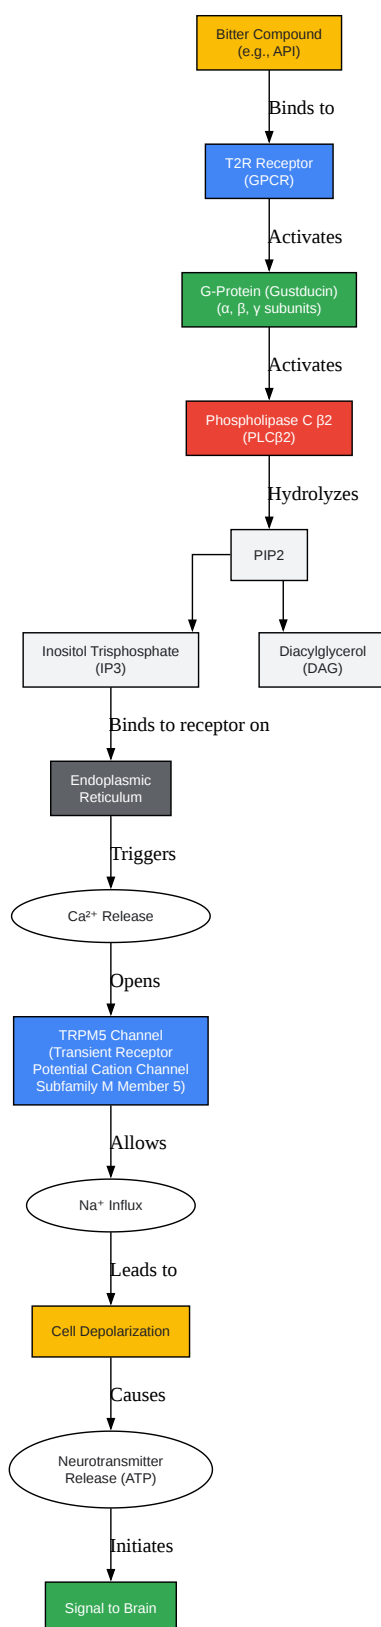 Bitter Compound
(e.g., API)
Binds to
T2R Receptor
(GPCR)
Activates
G-Protein (Gustducin)
(α, β, γ subunits)
Activates
Phospholipase C β2
(PLCβ2)
Hydrolyzes
PIP2
Inositol Trisphosphate
(IP3)
Diacylglycerol
(DAG)
Binds to receptor on
Endoplasmic
Reticulum
Triggers
Ca²⁺ Release
Opens
TRPM5 Channel
(Transient Receptor
Potential Cation Channel
Subfamily M Member 5)
Allows
Na⁺ Influx
Leads to
Cell Depolarization
Causes
Neurotransmitter
Release (ATP)
Initiates
Signal to Brain